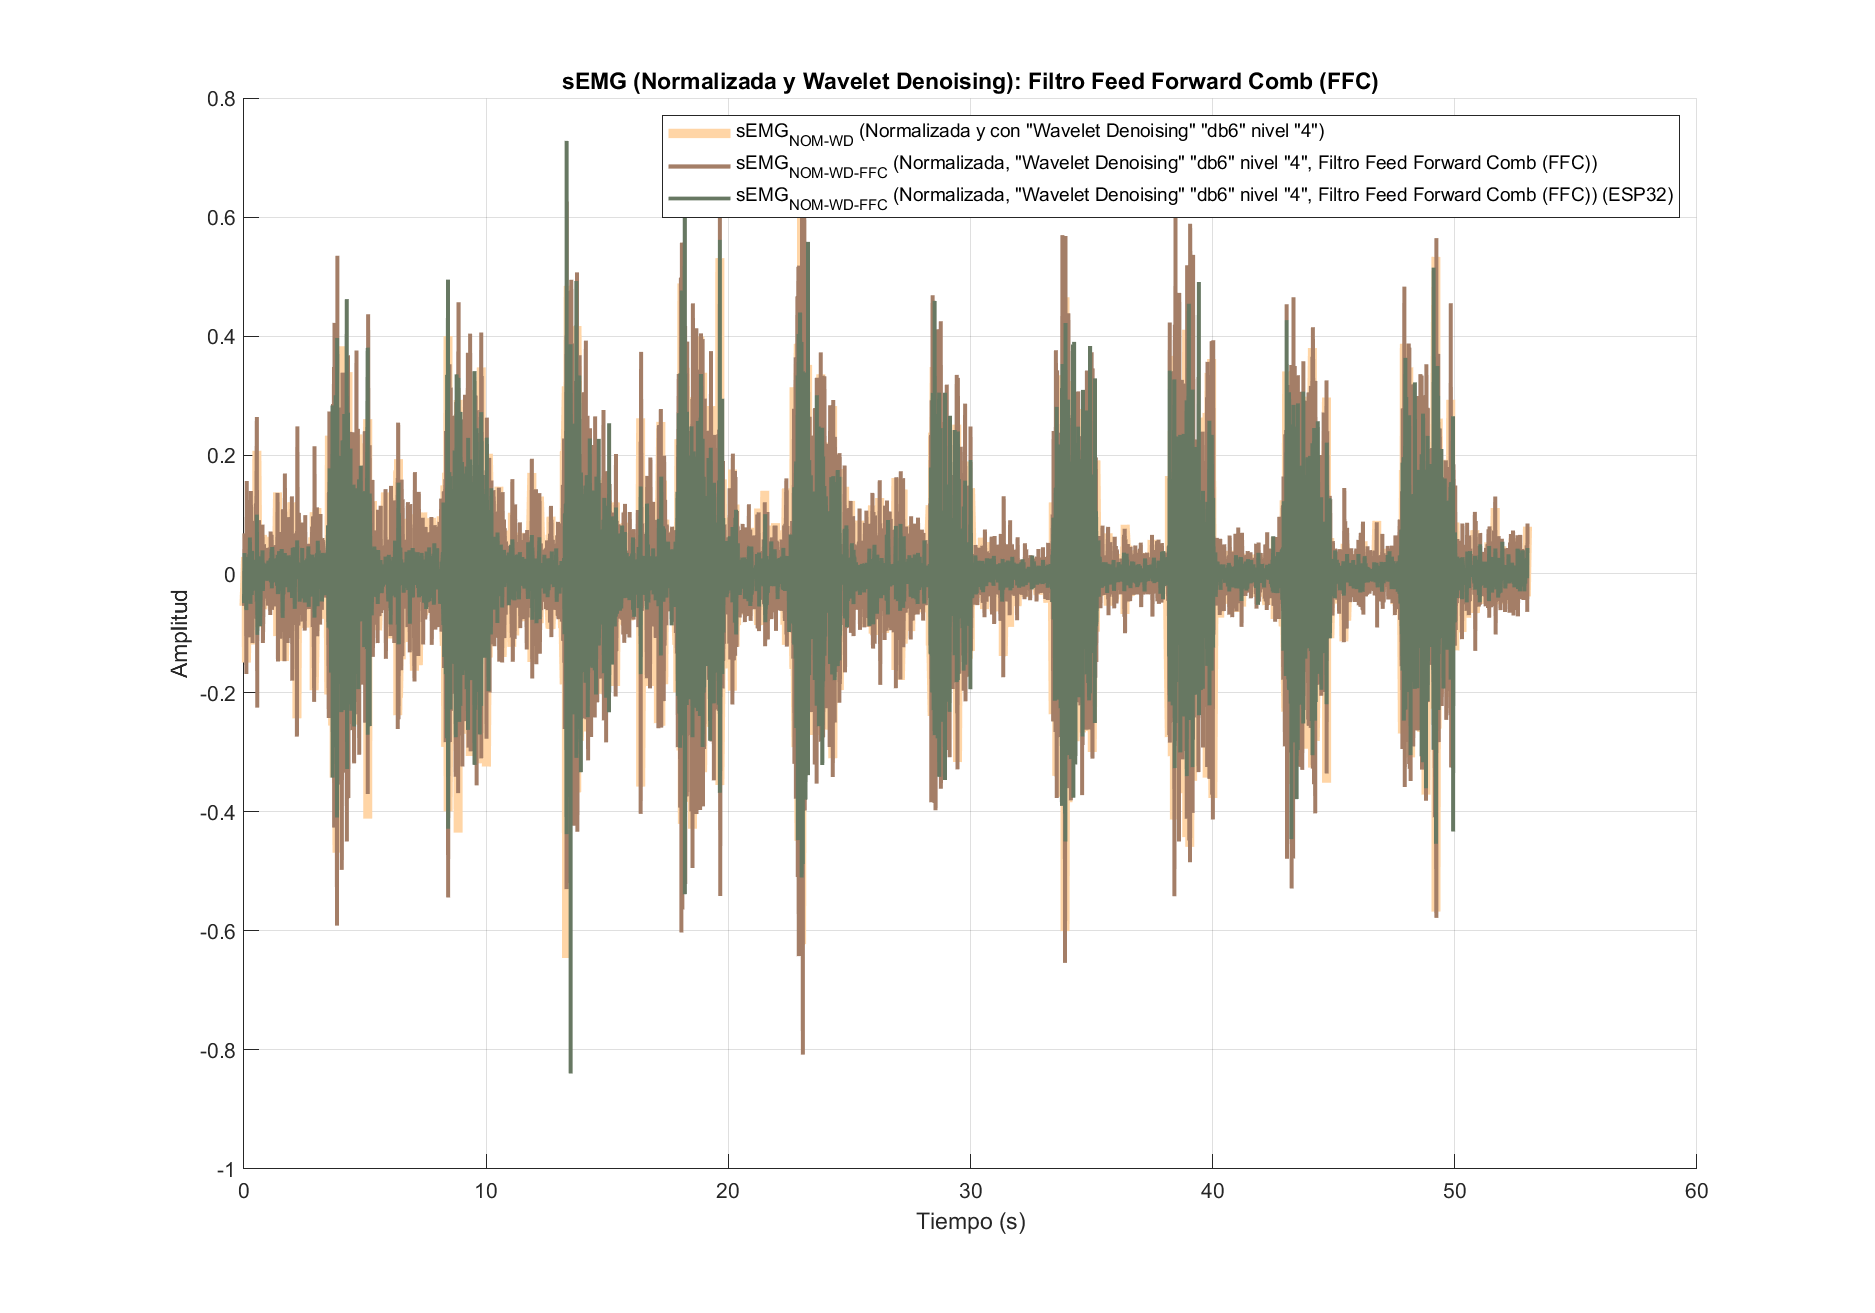 sEMG (Normalizada y Wavelet Denoising): Filtro Feed Forward Comb (FFC)
sEMG_NOM-WD (Normalizada y con "Wavelet Denoising" "db6" nivel "4")
sEMG_NOM-WD-FFC (Normalizada, "Wavelet Denoising" "db6" nivel "4", Filtro Feed Forward Comb (FFC))
sEMG_NOM-WD-FFC (Normalizada, "Wavelet Denoising" "db6" nivel "4", Filtro Feed Forward Comb (FFC)) (ESP32)
0.8
0.6
0.4
0.2
0
-0.2
-0.4
-0.6
-0.8
-1
Amplitud
0
10
20
30
40
50
60
Tiempo (s)